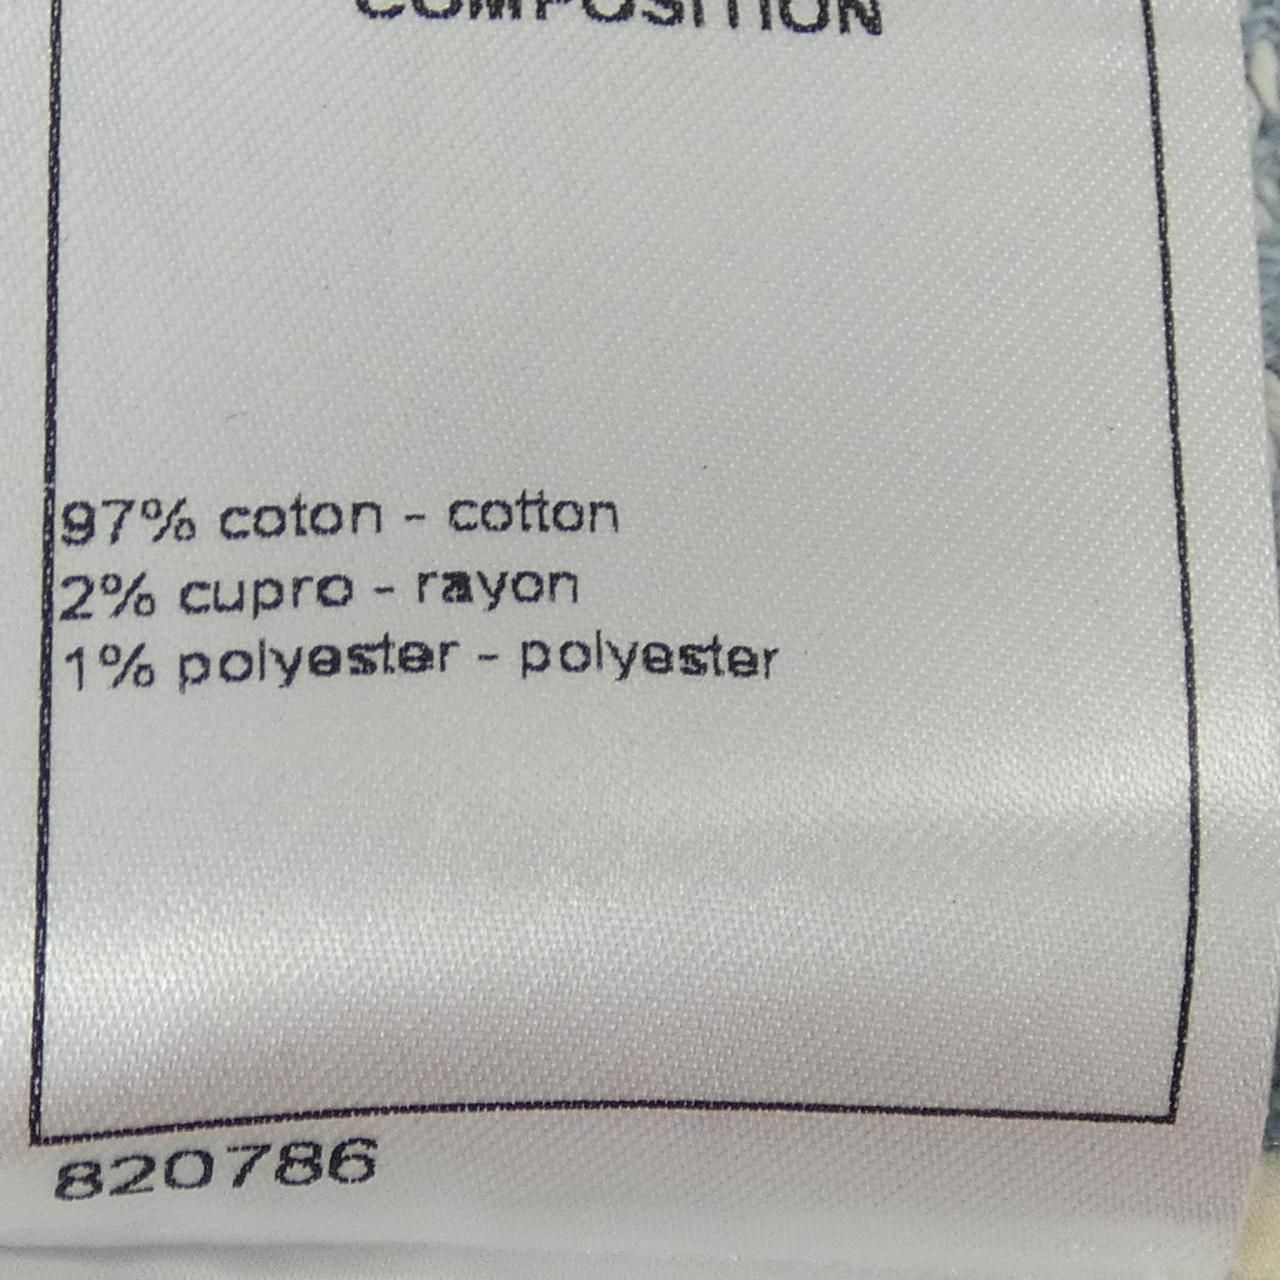 COMPOSITION
97% coton - cotton
2% cupro - rayon
1% polyester - polyester
820786